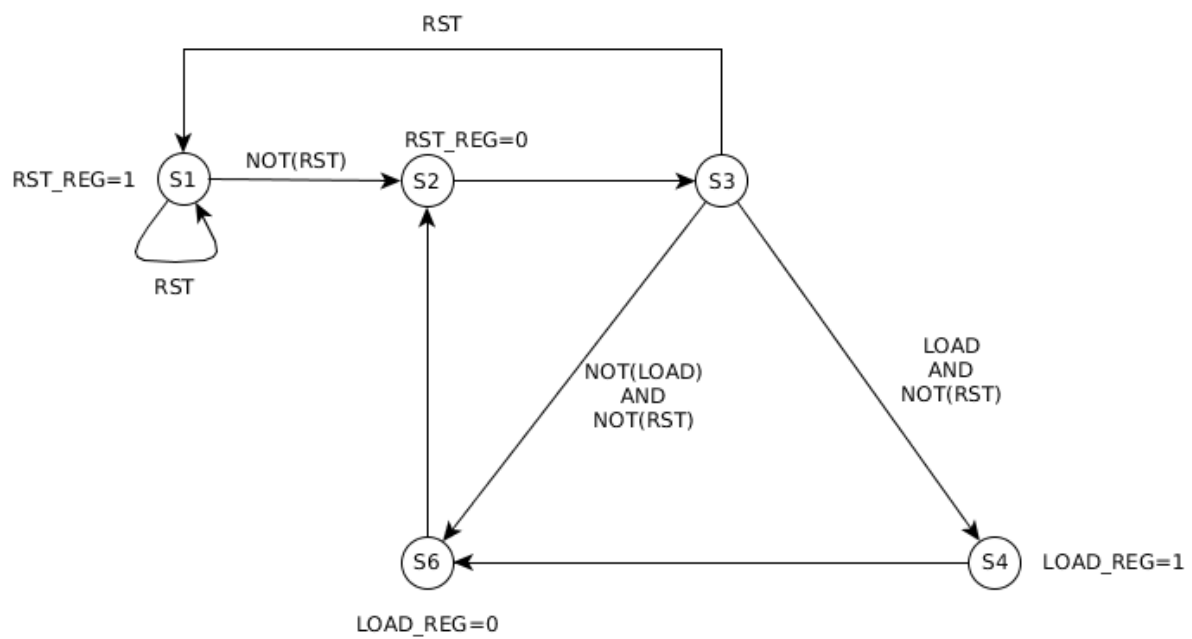 RST
RST_REG=0
NOT(RST)
RST_REG=1
S1
S2
S3
RST
LOAD
AND
NOT(RST)
NOT(LOAD)
AND
NOT(RST)
S6
S4
LOAD_REG=1
LOAD_REG=0